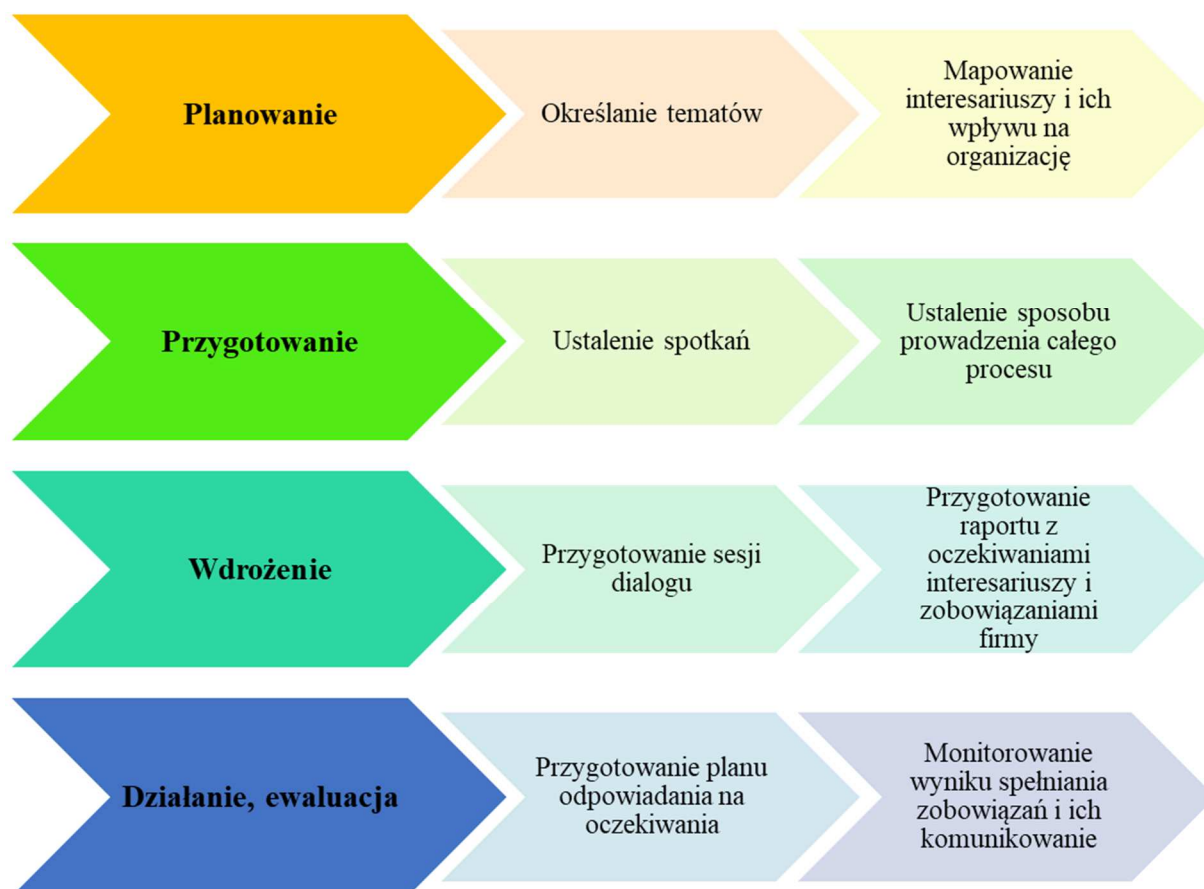 Planowanie
Określanie tematów
Mapowanie
interesariuszy i ich
wpływu na
organizację
Przygotowanie
Ustalenie spotkań
Ustalenie sposobu
prowadzenia całego
procesu
Wdrożenie
Przygotowanie sesji
dialogu
Przygotowanie
raportu z
oczekiwaniami
interesariuszy i
zobowiązaniami
firmy
Działanie, ewaluacja
Przygotowanie planu
odpowiadania na
oczekiwania
Monitorowanie
wyniku spełniania
zobowiązań i ich
komunikowanie